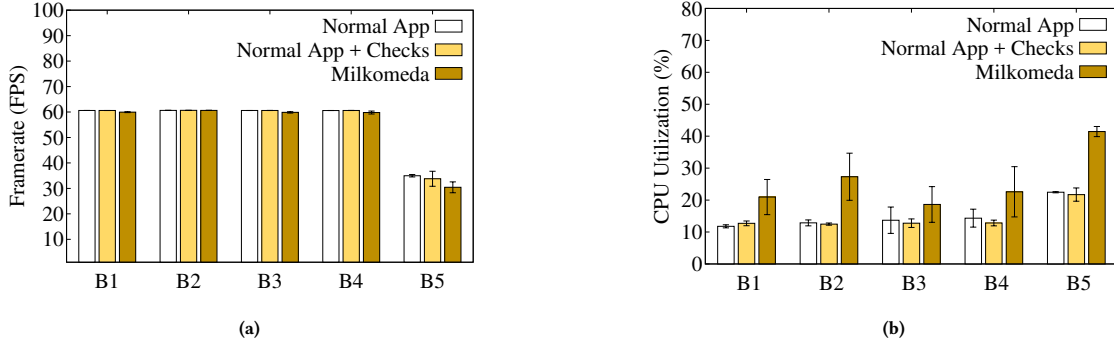 Framerate (FPS)
100
90
80
70
60
50
40
30
20
10
Normal App
Normal App + Checks
Milkomeda
B1 B2 B3 B4 B5
(a)
CPU Utilization (%)
80
70
60
50
40
30
20
10
0
Normal App
Normal App + Checks
Milkomeda
B1 B2 B3 B4 B5
(b)